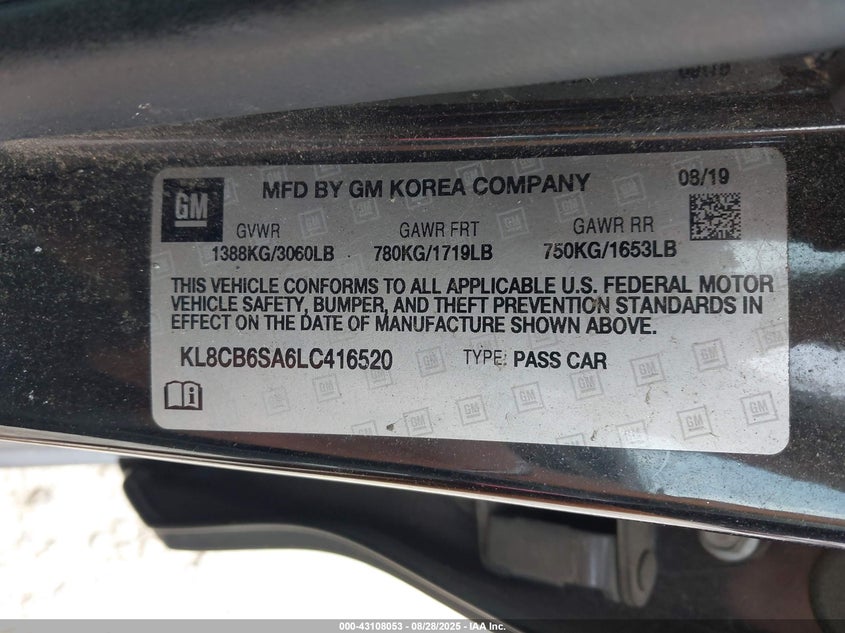 GM MFD BY GM KOREA COMPANY 08/19
GVWR GAWR FRT GAWR RR
1388KG/3060LB 780KG/1719LB 750KG/1653LB
THIS VEHICLE CONFORMS TO ALL APPLICABLE U.S. FEDERAL MOTOR
VEHICLE SAFETY, BUMPER, AND THEFT PREVENTION STANDARDS IN
EFFECT ON THE DATE OF MANUFACTURE SHOWN ABOVE.
KL8CB6SA6LC416520 TYPE: PASS CAR
000-43108053 - 08/28/2025 - IAA Inc.